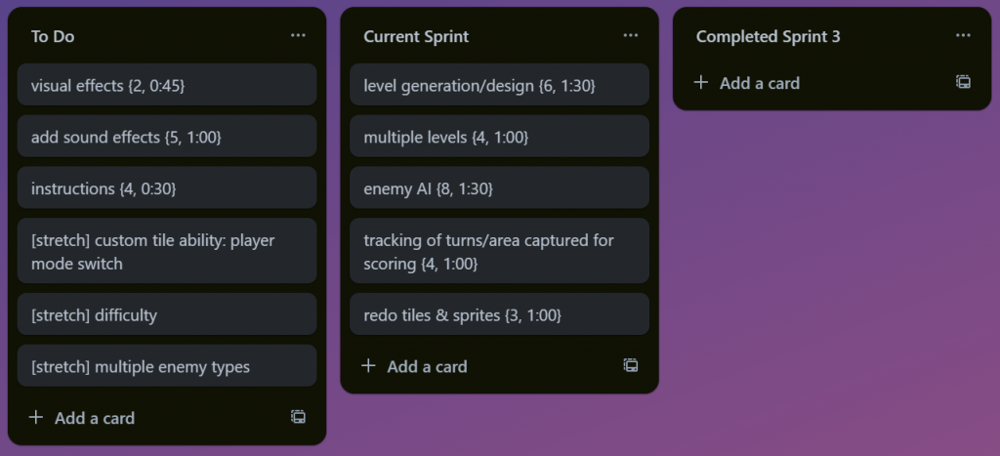 To Do
visual effects {2, 0:45}
add sound effects {5, 1:00}
instructions {4, 0:30}
[stretch] custom tile ability: player
mode switch
[stretch] difficulty
[stretch] multiple enemy types
Add a card
Current Sprint
level generation/design {6, 1:30}
multiple levels {4, 1:00}
enemy AI {8, 1:30}
tracking of turns/area captured for
scoring {4, 1:00}
redo tiles & sprites {3, 1:00}
Add a card
Completed Sprint 3
Add a card